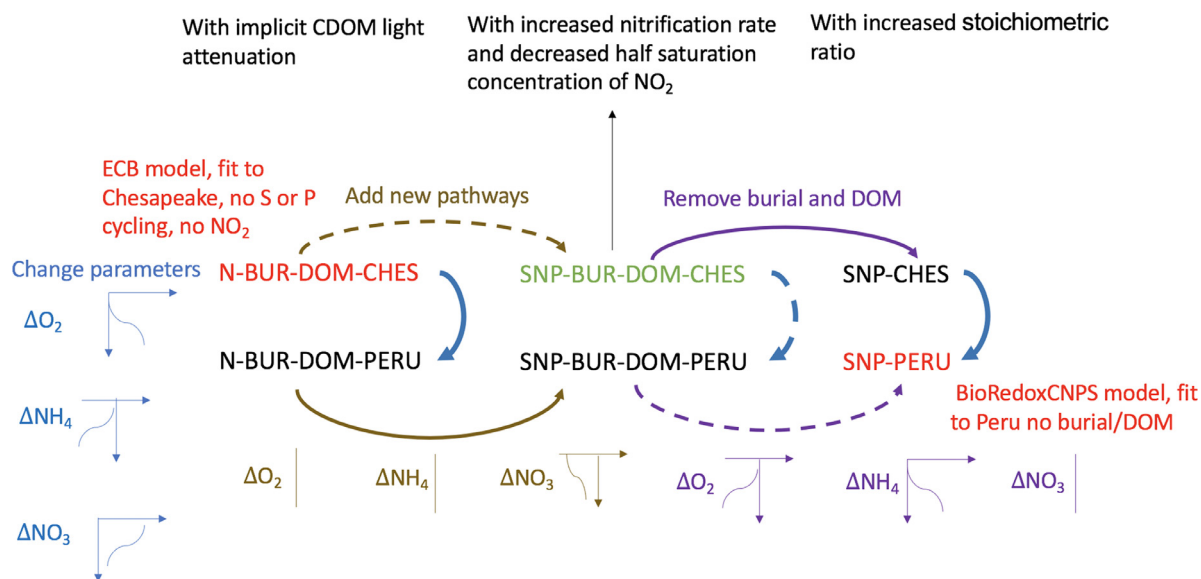 With implicit CDOM light
attenuation
With increased nitrification rate
and decreased half saturation
concentration of NO₂
With increased stoichiometric
ratio
ECB model, fit to
Chesapeake, no S or P
cycling, no NO₂
Add new pathways
Remove burial and DOM
Change parameters
N-BUR-DOM-CHES
SNP-BUR-DOM-CHES
SNP-CHES
ΔO₂
N-BUR-DOM-PERU
SNP-BUR-DOM-PERU
SNP-PERU
BioRedoxCNPS model, fit
to Peru no burial/DOM
ΔNH₄
ΔO₂
ΔNH₄
ΔNO₃
ΔO₂
ΔNH₄
ΔNO₃
ΔNO₃